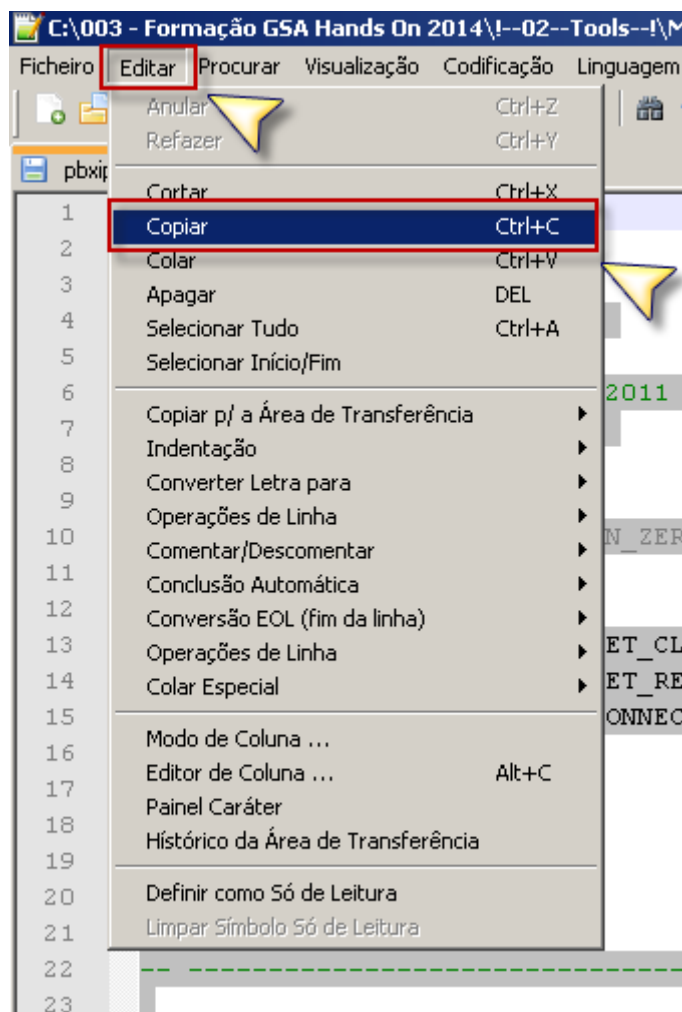 C:\003 - Formação GSA Hands On 2014\!--02--Tools--!\M
Ficheiro Editar Procurar Visualização Codificação Linguagem
Anular Ctrl+Z
Refazer Ctrl+Y
pbxip
Cortar Ctrl+X
1
Copiar Ctrl+C
2
Colar Ctrl+V
3
Apagar DEL
4
Selecionar Tudo Ctrl+A
5
Selecionar Início/Fim
6
2011
Copiar p/ a Área de Transferência
7
Indentação
8
Converter Letra para
9
Operações de Linha
10
N_ZER
Comentar/Descomentar
11
Conclusão Automática
12
Conversão EOL (fim da linha)
13
Operações de Linha
ET_CL
14
Colar Especial
ET_RE
15
ONNEC
Modo de Coluna ...
16
Editor de Coluna ... Alt+C
17
Painel Caráter
18
Hístórico da Área de Transferência
19
20
Definir como Só de Leitura
21
Limpar Símbolo Só de Leitura
22
-- ------------------------------
23